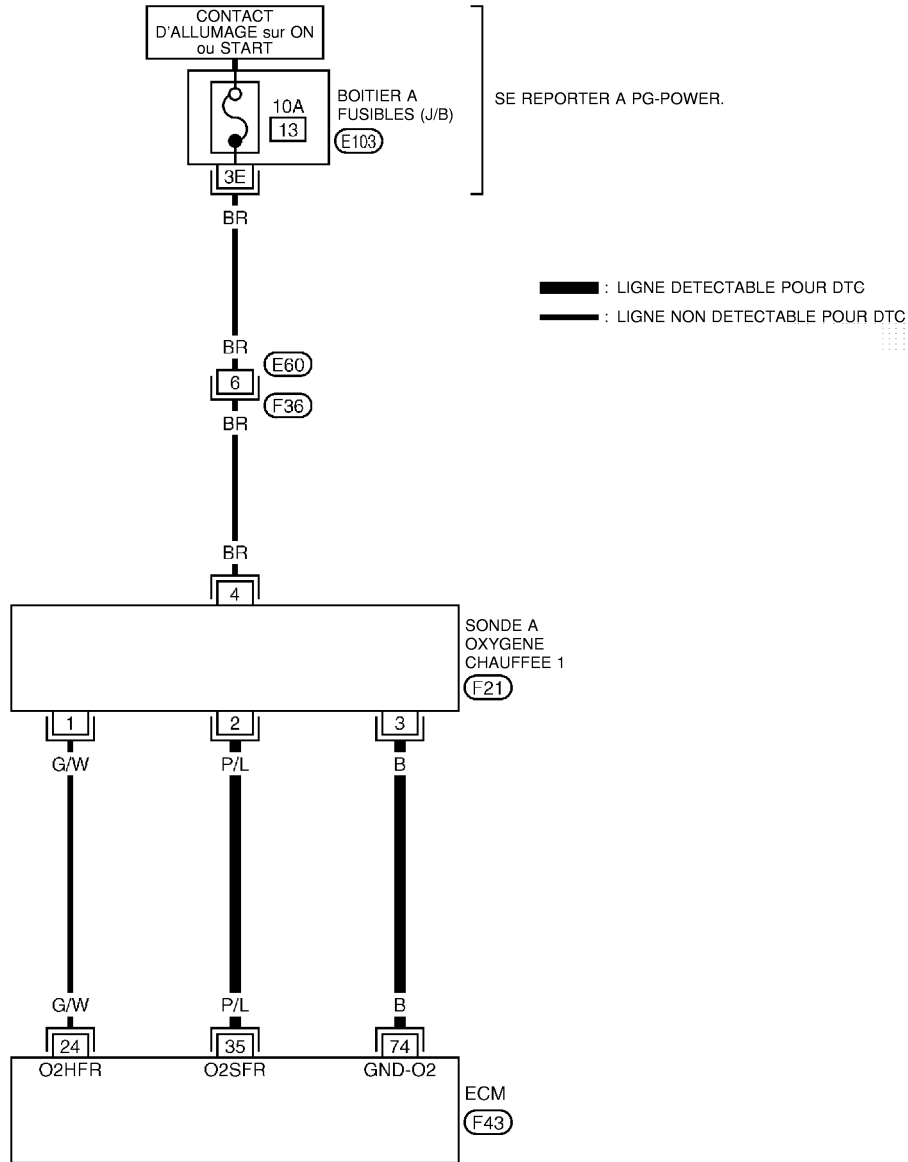 CONTACT
D'ALLUMAGE sur ON
ou START
10A
13
BOITIER A
FUSIBLES (J/B)
E103
SE REPORTER A PG-POWER.
3E
BR
: LIGNE DETECTABLE POUR DTC
: LIGNE NON DETECTABLE POUR DTC
BR
E60
6
F36
BR
BR
4
SONDE A
OXYGENE
CHAUFFEE 1
F21
1 2 3
G/W P/L B
G/W P/L B
24 35 74
O2HFR O2SFR GND-O2
ECM
F43